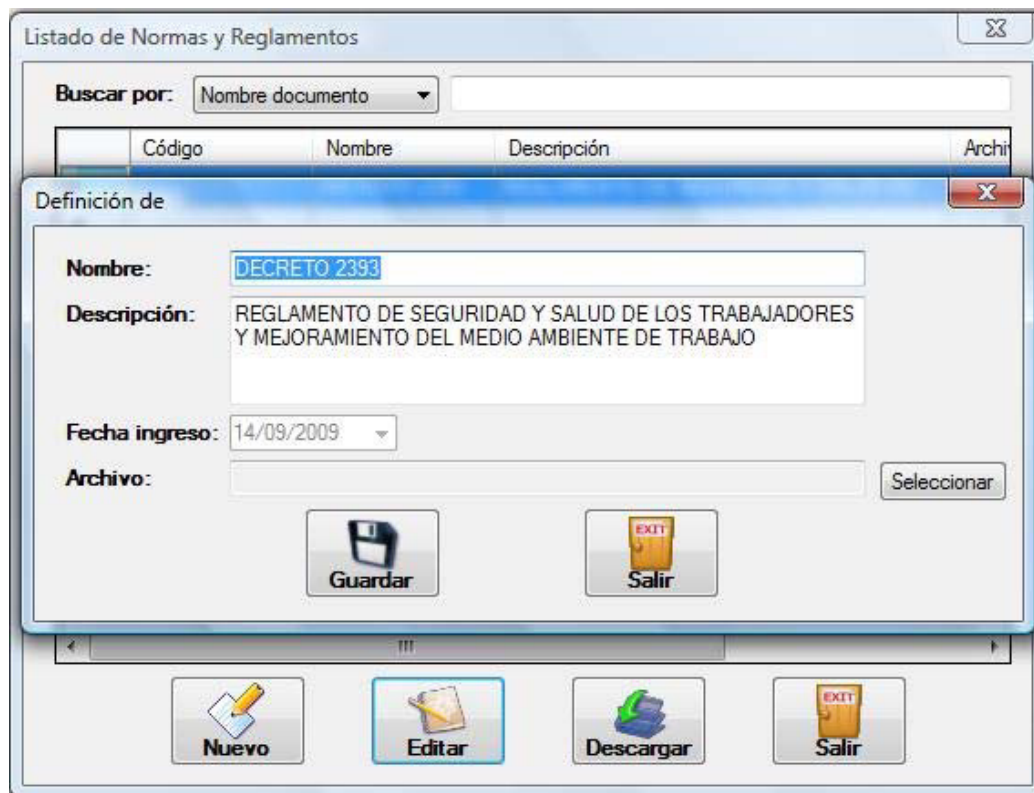 Listado de Normas y Reglamentos
Buscar por: Nombre documento
Código Nombre Descripción Archi
Definición de
Nombre: DECRETO 2393
Descripción: REGLAMENTO DE SEGURIDAD Y SALUD DE LOS TRABAJADORES
Y MEJORAMIENTO DEL MEDIO AMBIENTE DE TRABAJO
Fecha ingreso: 14/09/2009
Archivo: Seleccionar
EXIT
Guardar Salir
EXIT
Nuevo Editar Descargar Salir